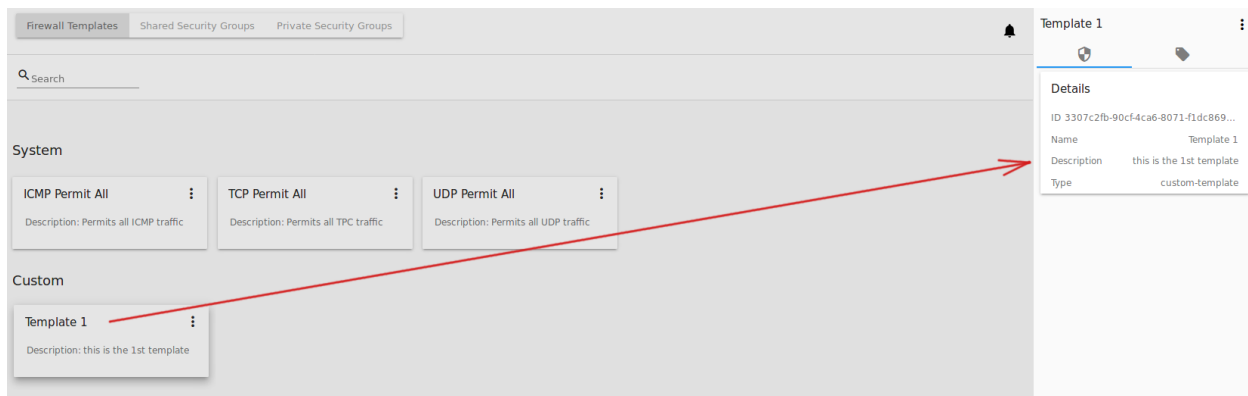 Firewall Templates Shared Security Groups Private Security Groups
Search
System
ICMP Permit All
Description: Permits all ICMP traffic
TCP Permit All
Description: Permits all TPC traffic
UDP Permit All
Description: Permits all UDP traffic
Custom
Template 1
Description: this is the 1st template
Template 1
Details
ID 3307c2fb-90cf-4ca6-8071-f1dc869...
Name Template 1
Description this is the 1st template
Type custom-template